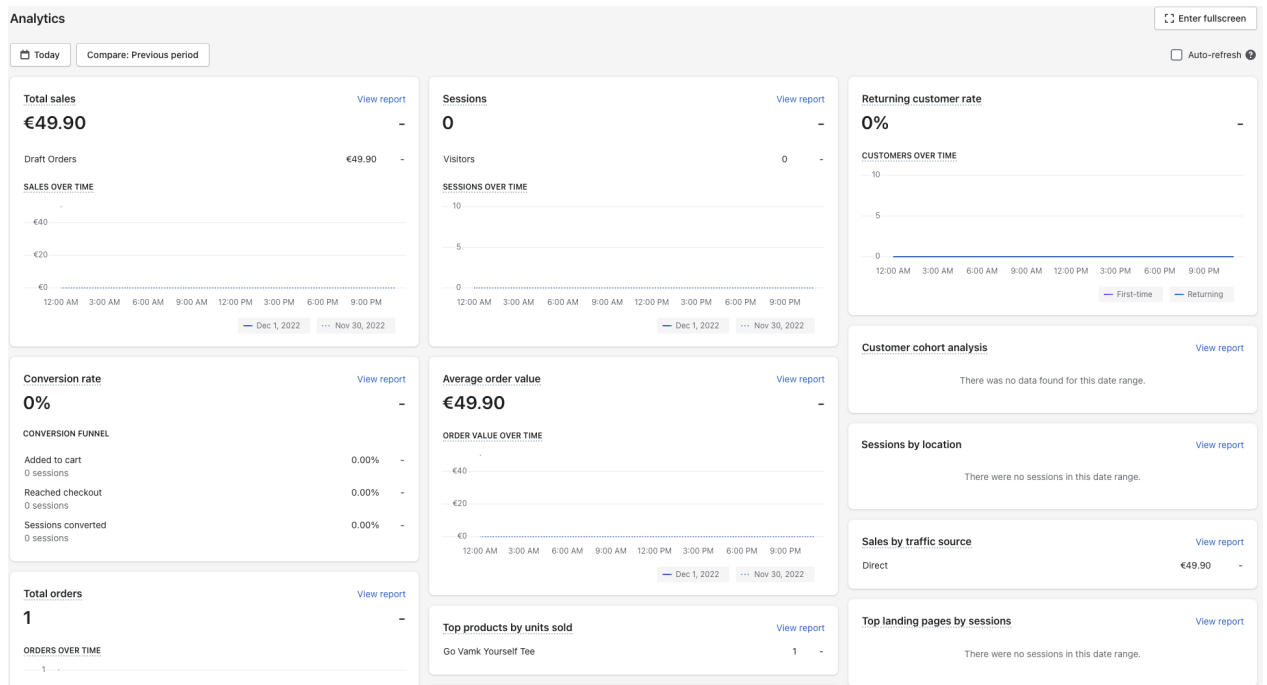 Analytics
Enter fullscreen
Today
Compare: Previous period
Auto-refresh
Total sales View report
€49.90 -
Draft Orders €49.90 -
SALES OVER TIME
€40
€20
€0
12:00 AM 3:00 AM 6:00 AM 9:00 AM 12:00 PM 3:00 PM 6:00 PM 9:00 PM
Dec 1, 2022 Nov 30, 2022
Conversion rate View report
0% -
CONVERSION FUNNEL
Added to cart 0.00% -
0 sessions
Reached checkout 0.00% -
0 sessions
Sessions converted 0.00% -
0 sessions
Total orders View report
1 -
ORDERS OVER TIME
1
Sessions View report
0 -
Visitors 0 -
SESSIONS OVER TIME
10
5
0
12:00 AM 3:00 AM 6:00 AM 9:00 AM 12:00 PM 3:00 PM 6:00 PM 9:00 PM
Dec 1, 2022 Nov 30, 2022
Average order value View report
€49.90 -
ORDER VALUE OVER TIME
€40
€20
€0
12:00 AM 3:00 AM 6:00 AM 9:00 AM 12:00 PM 3:00 PM 6:00 PM 9:00 PM
Dec 1, 2022 Nov 30, 2022
Top products by units sold View report
Go Vamk Yourself Tee 1 -
Returning customer rate
0% -
CUSTOMERS OVER TIME
10
5
0
12:00 AM 3:00 AM 6:00 AM 9:00 AM 12:00 PM 3:00 PM 6:00 PM 9:00 PM
First-time Returning
Customer cohort analysis View report
There was no data found for this date range.
Sessions by location View report
There were no sessions in this date range.
Sales by traffic source View report
Direct €49.90 -
Top landing pages by sessions View report
There were no sessions in this date range.